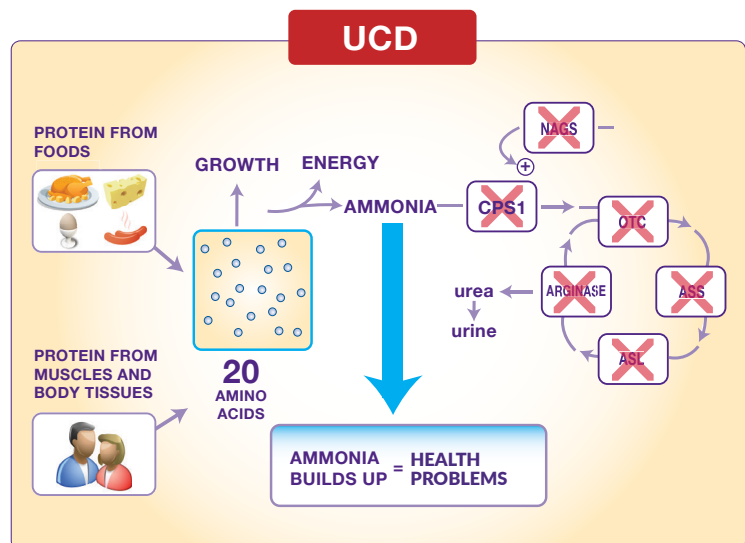 UCD
PROTEIN FROM
FOODS
GROWTH
ENERGY
AMMONIA
NAGS
+
CPS1
OTC
ASS
ASL
ARGINASE
urea
urine
PROTEIN FROM
MUSCLES AND
BODY TISSUES
20
AMINO
ACIDS
AMMONIA
BUILDS UP
=
HEALTH
PROBLEMS